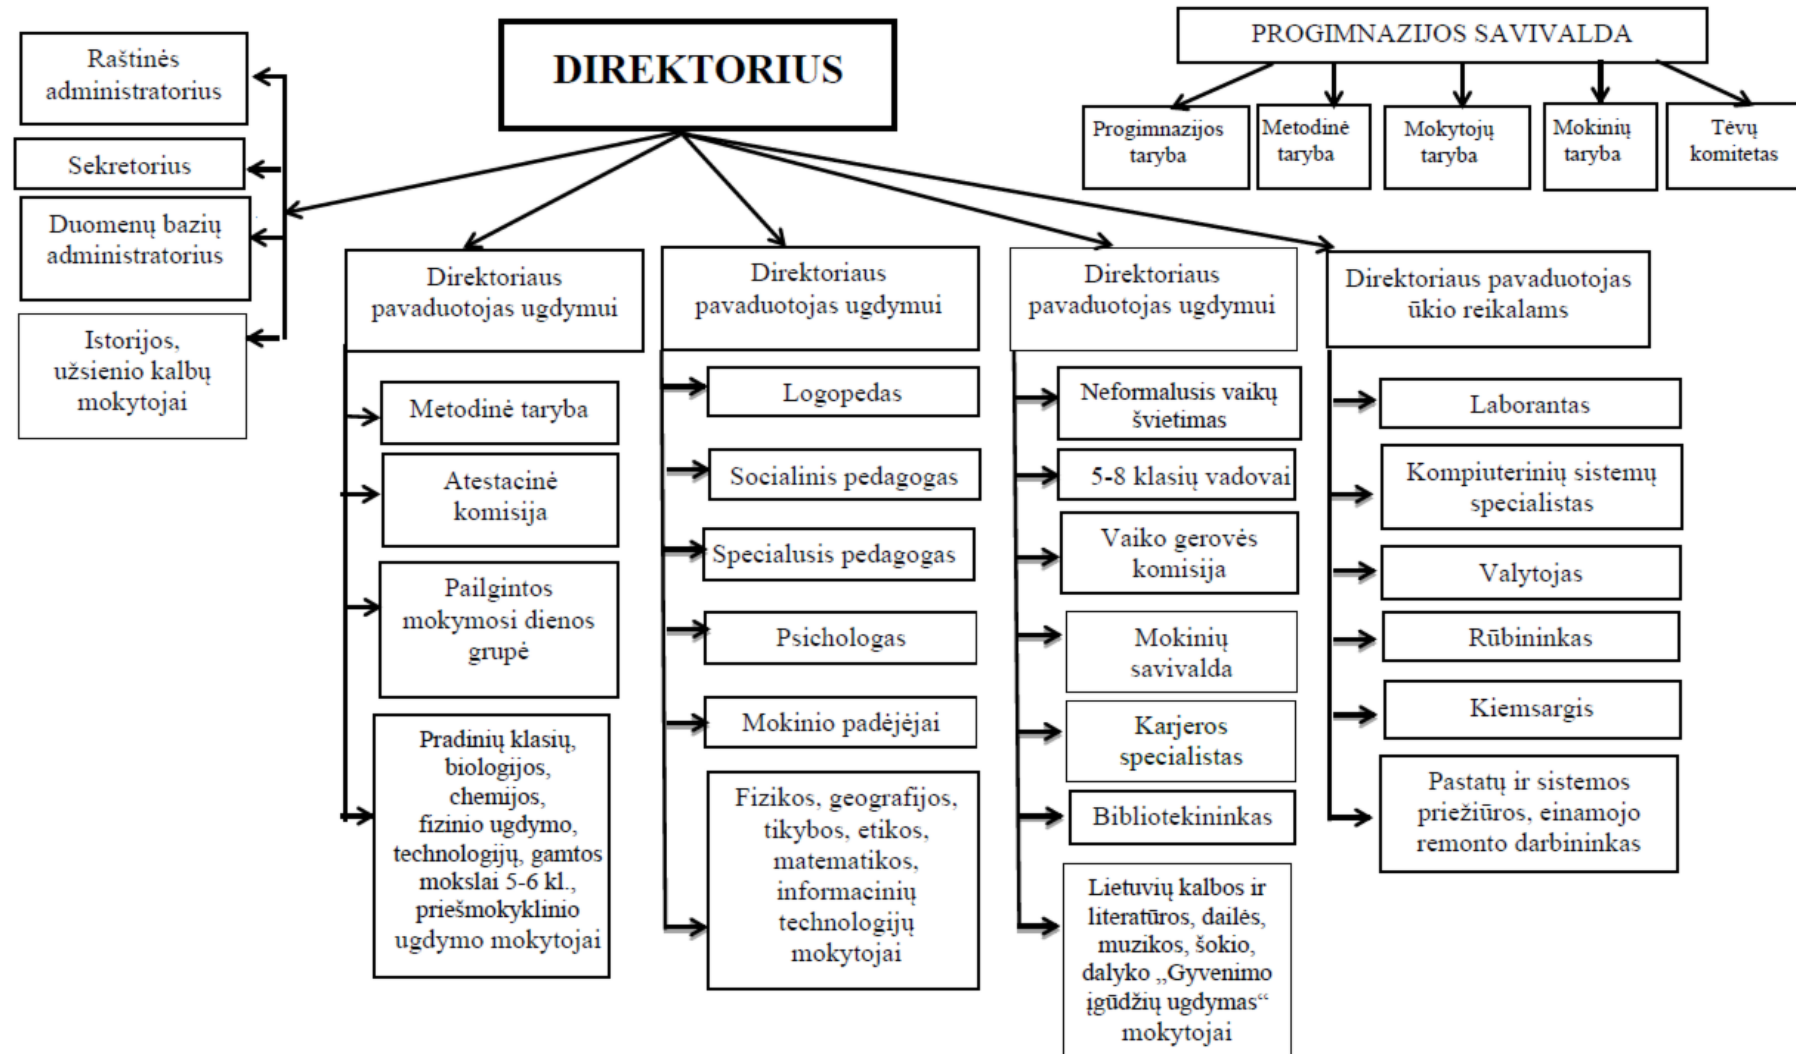 DIREKTORIUS
PROGIMNAZIJOS SAVIVALDA
Progimnazijos
taryba
Metodinė
taryba
Mokytojų
taryba
Mokinių
taryba
Tėvų
komitetas
Raštinės
administratorius
Sekretorius
Duomenų bazių
administratorius
Istorijos,
užsienio kalbų
mokytojai
Direktoriaus
pavaduotojas ugdymui
Metodinė taryba
Atestacinė
komisija
Pailgintos
mokymosi dienos
grupė
Pradinių klasių,
biologijos,
chemijos,
fizinio ugdymo,
technologijų, gamtos
mokslai 5-6 kl.,
priešmokyklinio
ugdymo mokytojai
Direktoriaus
pavaduotojas ugdymui
Logopedas
Socialinis pedagogas
Specialusis pedagogas
Psichologas
Mokinio padėjėjai
Fizikos, geografijos,
tikybos, etikos,
matematikos,
informacinių
technologijų
mokytojai
Direktoriaus
pavaduotojas ugdymui
Neformalusis vaikų
švietimas
5-8 klasių vadovai
Vaiko gerovės
komisija
Mokinių
savivalda
Karjeros
specialistas
Bibliotekininkas
Lietuvių kalbos ir
literatūros, dailės,
muzikos, šokio,
dalyko „Gyvenimo
įgūdžių ugdymas“
mokytojai
Direktoriaus pavaduotojas
ūkio reikalams
Laborantas
Kompiuterinių sistemų
specialistas
Valytojas
Rūbininkas
Kiemsargis
Pastatų ir sistemos
priežiūros, einamojo
remonto darbininkas